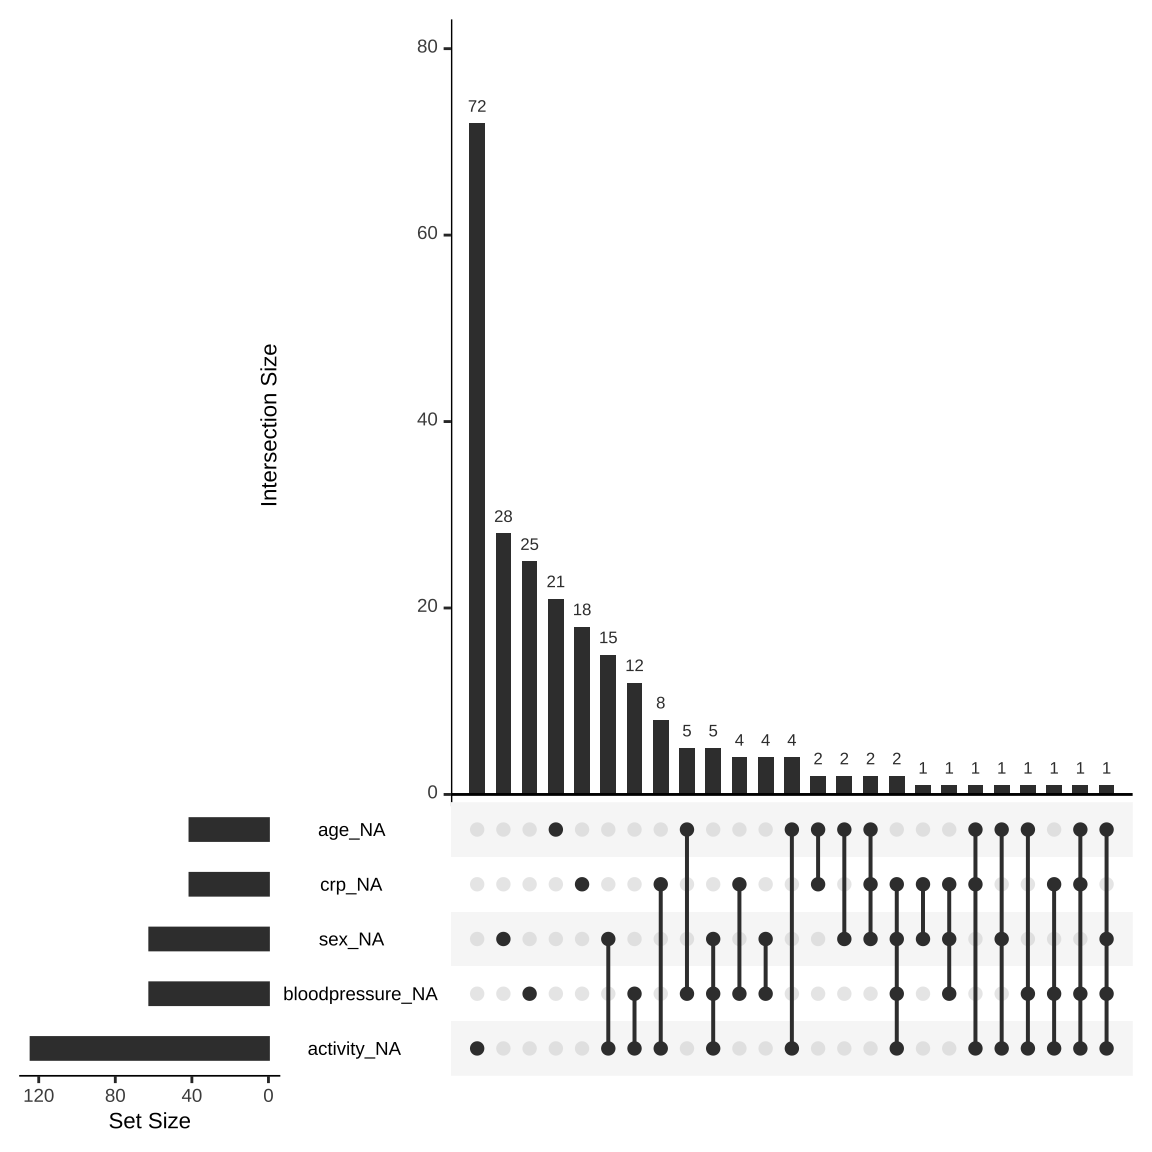 80
72
60
Intersection Size
40
28
25
21
20
18
15
12
8
5 5
4 4 4
2 2 2 2
1 1 1 1 1 1 1 1
0
age_NA
crp_NA
sex_NA
bloodpressure_NA
activity_NA
120 80 40 0
Set Size